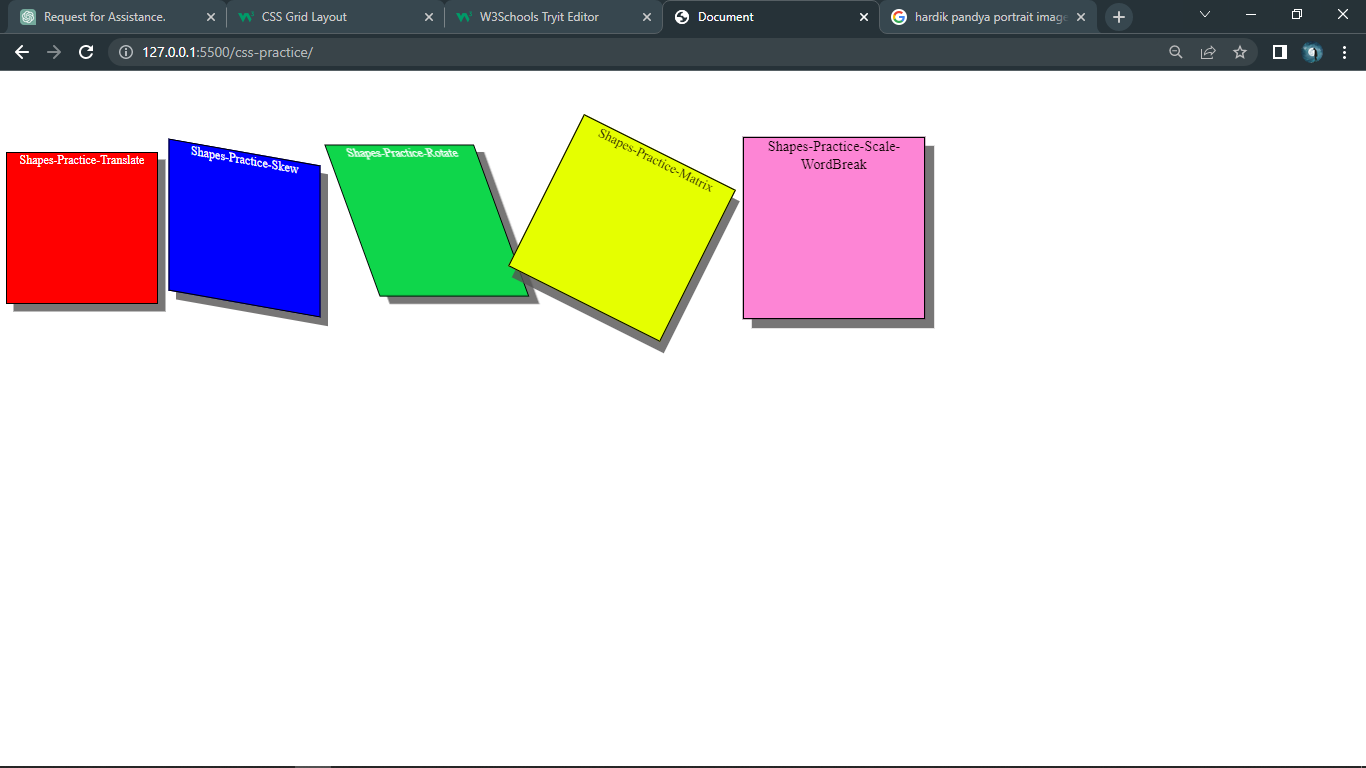 Request for Assistance.
CSS Grid Layout
W3Schools Tryit Editor
Document
hardik pandya portrait image
127.0.0.1:5500/css-practice/
Shapes-Practice-Translate
Shapes-Practice-Skew
Shapes-Practice-Rotate
Shapes-Practice-Matrix
Shapes-Practice-Scale-
WordBreak